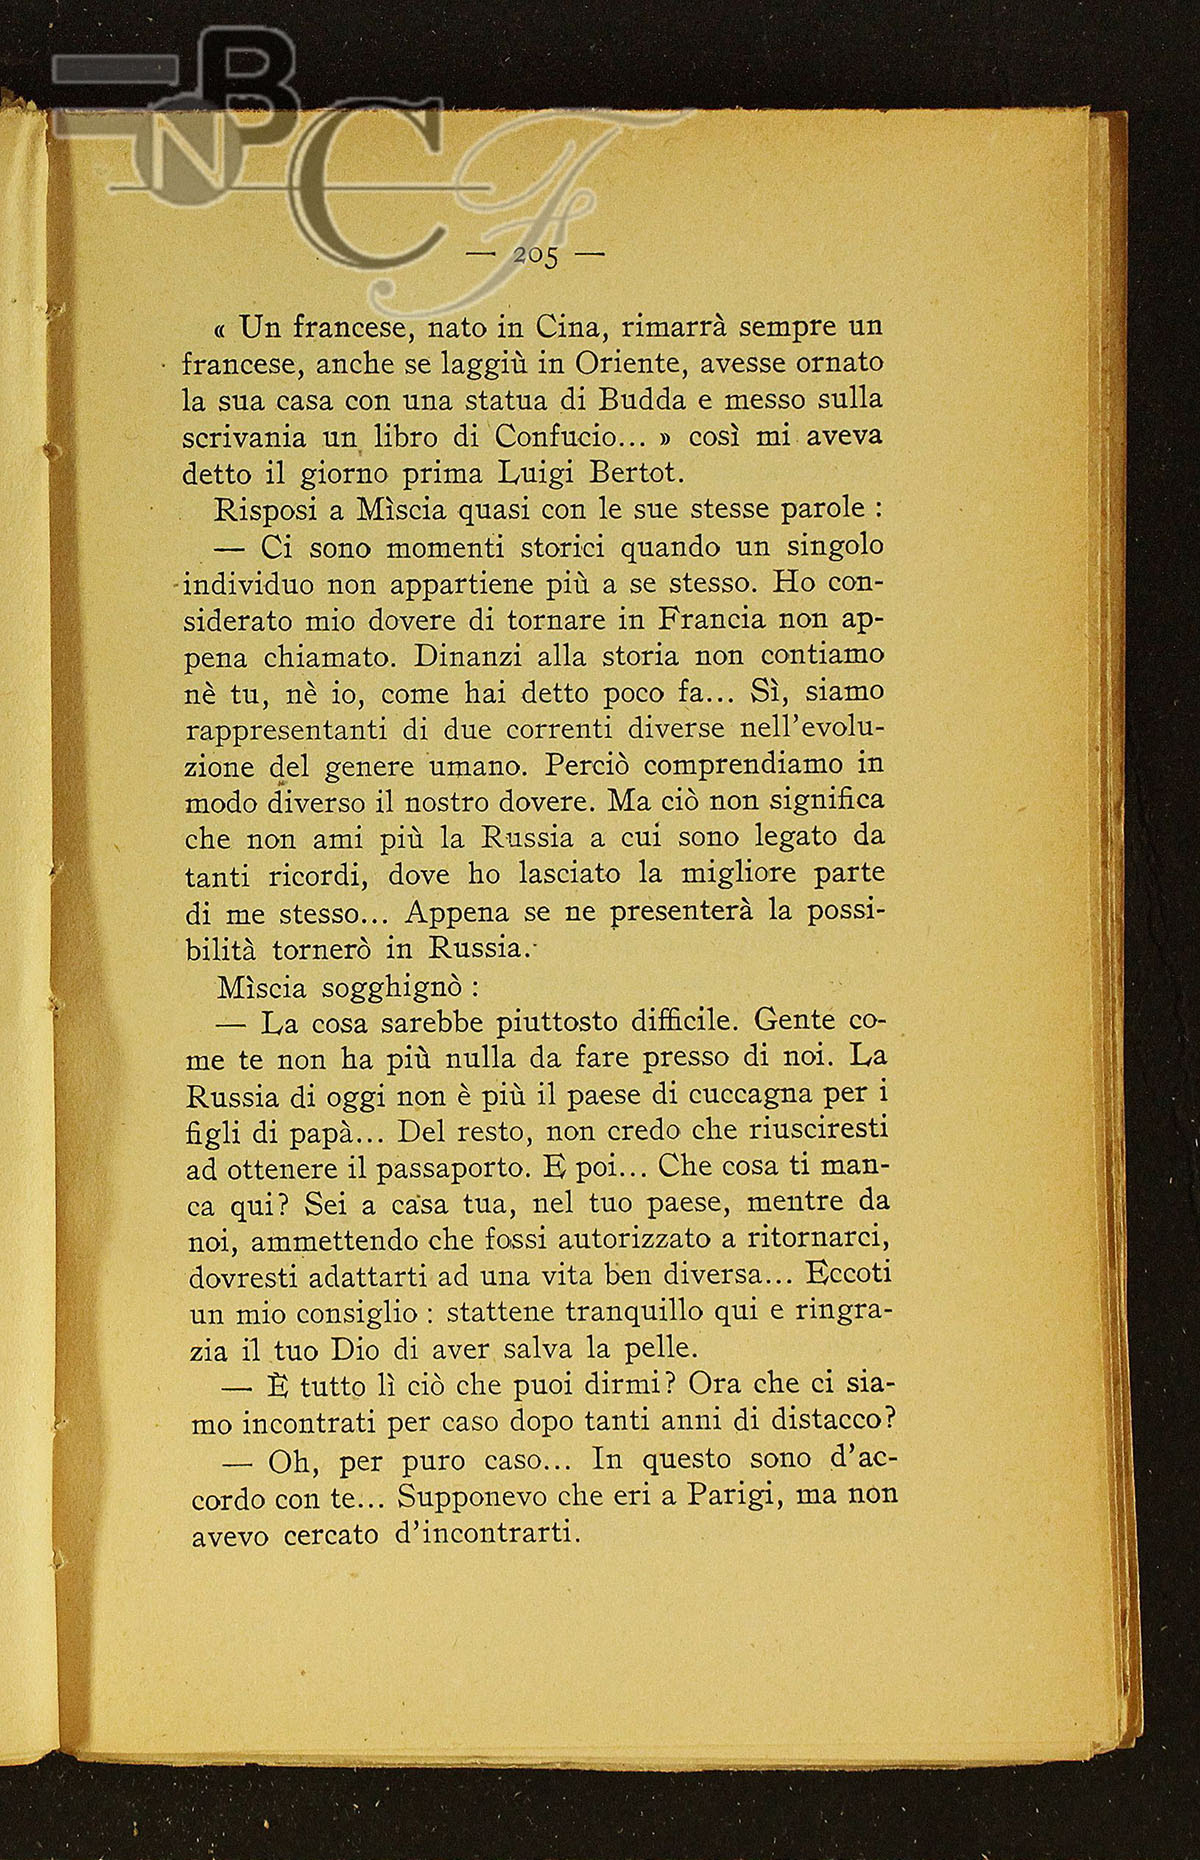 NBCF
— 205 —
« Un francese, nato in Cina, rimarrà sempre un
francese, anche se laggiù in Oriente, avesse ornato
la sua casa con una statua di Budda e messo sulla
scrivania un libro di Confucio... » così mi aveva
detto il giorno prima Luigi Bertot.
Risposi a Mìscia quasi con le sue stesse parole :
— Ci sono momenti storici quando un singolo
individuo non appartiene più a se stesso. Ho con-
siderato mio dovere di tornare in Francia non ap-
pena chiamato. Dinanzi alla storia non contiamo
nè tu, nè io, come hai detto poco fa... Sì, siamo
rappresentanti di due correnti diverse nell'evolu-
zione del genere umano. Perciò comprendiamo in
modo diverso il nostro dovere. Ma ciò non significa
che non ami più la Russia a cui sono legato da
tanti ricordi, dove ho lasciato la migliore parte
di me stesso... Appena se ne presenterà la possi-
bilità tornerò in Russia.
Mìscia sogghignò :
— La cosa sarebbe piuttosto difficile. Gente co-
me te non ha più nulla da fare presso di noi. La
Russia di oggi non è più il paese di cuccagna per i
figli di papà... Del resto, non credo che riusciresti
ad ottenere il passaporto. E poi... Che cosa ti man-
ca qui? Sei a casa tua, nel tuo paese, mentre da
noi, ammettendo che fossi autorizzato a ritornarci,
dovresti adattarti ad una vita ben diversa... Eccoti
un mio consiglio : stattene tranquillo qui e ringra-
zia il tuo Dio di aver salva la pelle.
— È tutto lì ciò che puoi dirmi? Ora che ci sia-
mo incontrati per caso dopo tanti anni di distacco?
— Oh, per puro caso... In questo sono d'ac-
cordo con te... Supponevo che eri a Parigi, ma non
avevo cercato d'incontrarti.